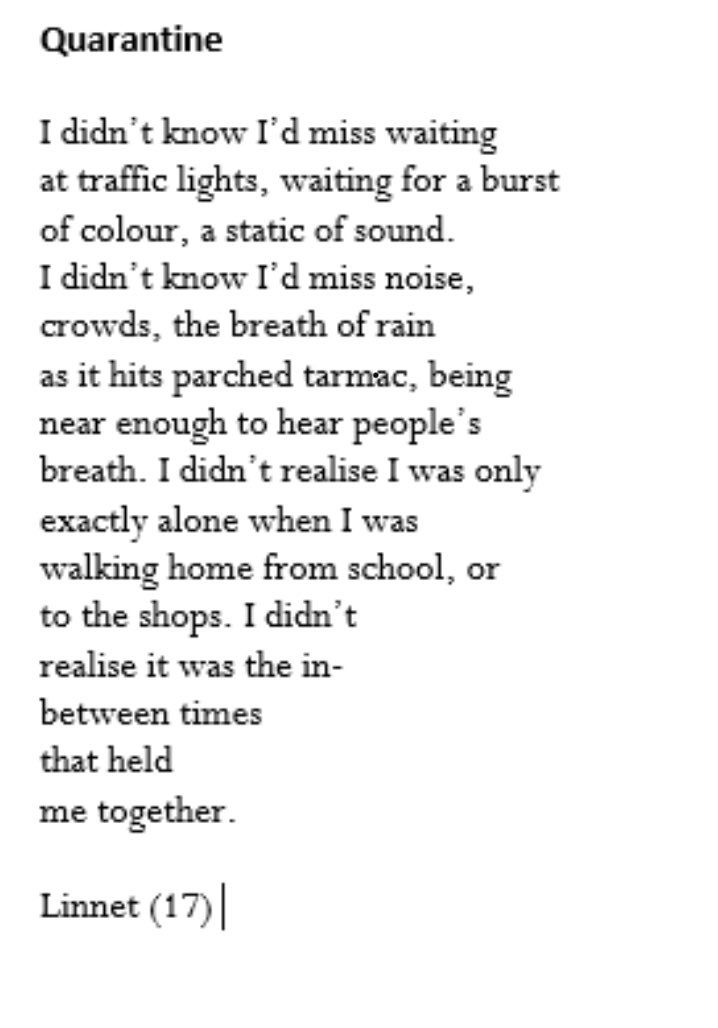 Quarantine
I didn’t know I’d miss waiting
at traffic lights, waiting for a burst
of colour, a static of sound.
I didn’t know I’d miss noise,
crowds, the breath of rain
as it hits parched tarmac, being
near enough to hear people’s
breath. I didn’t realise I was only
exactly alone when I was
walking home from school, or
to the shops. I didn’t
realise it was the in-
between times
that held
me together.
Linnet (17)